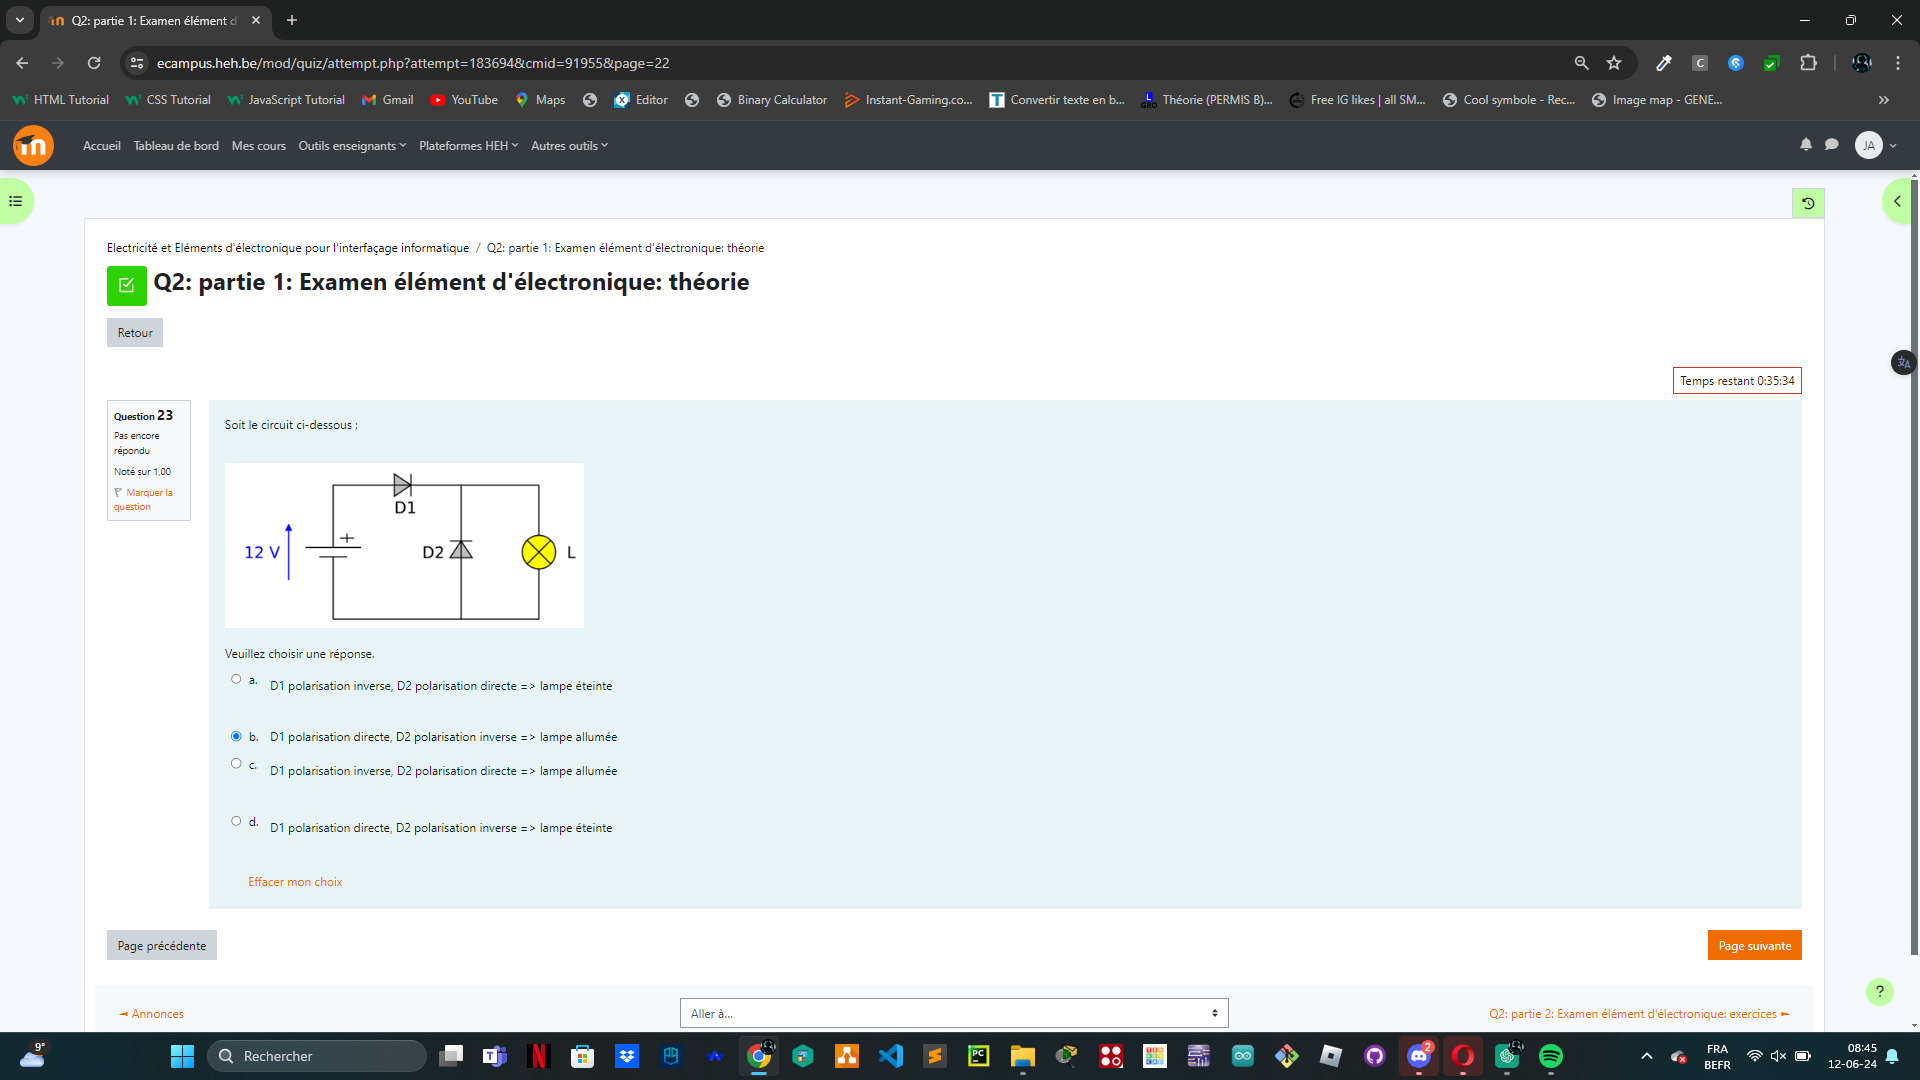 Q2: partie 1: Examen élément d
ecampus.heh.be/mod/quiz/attempt.php?attempt=183694&cmid=91955&page=22
HTML Tutorial
CSS Tutorial
JavaScript Tutorial
Gmail
YouTube
Maps
Editor
Binary Calculator
Instant-Gaming.co...
Convertir texte en b...
Théorie (PERMIS B)...
Free IG likes | all SM...
Cool symbole - Rec...
Image map - GENE...
Accueil
Tableau de bord
Mes cours
Outils enseignants
Plateformes HEH
Autres outils
JA
Electricité et Eléments d'électronique pour l'interfaçage informatique / Q2: partie 1: Examen élément d'électronique: théorie
Q2: partie 1: Examen élément d'électronique: théorie
Retour
Temps restant 0:35:34
Question 23
Pas encore
répondu
Noté sur 1,00
Marquer la
question
Soit le circuit ci-dessous :
D1
+
12 V
D2
L
Veuillez choisir une réponse.
a. D1 polarisation inverse, D2 polarisation directe => lampe éteinte
b. D1 polarisation directe, D2 polarisation inverse => lampe allumée
c. D1 polarisation inverse, D2 polarisation directe => lampe allumée
d. D1 polarisation directe, D2 polarisation inverse => lampe éteinte
Effacer mon choix
Page précédente
Page suivante
?
◄ Annonces
Aller à...
Q2: partie 2: Examen élément d'électronique: exercices ►
9°
Rechercher
2
FRA
BEFR
08:45
12-06-24